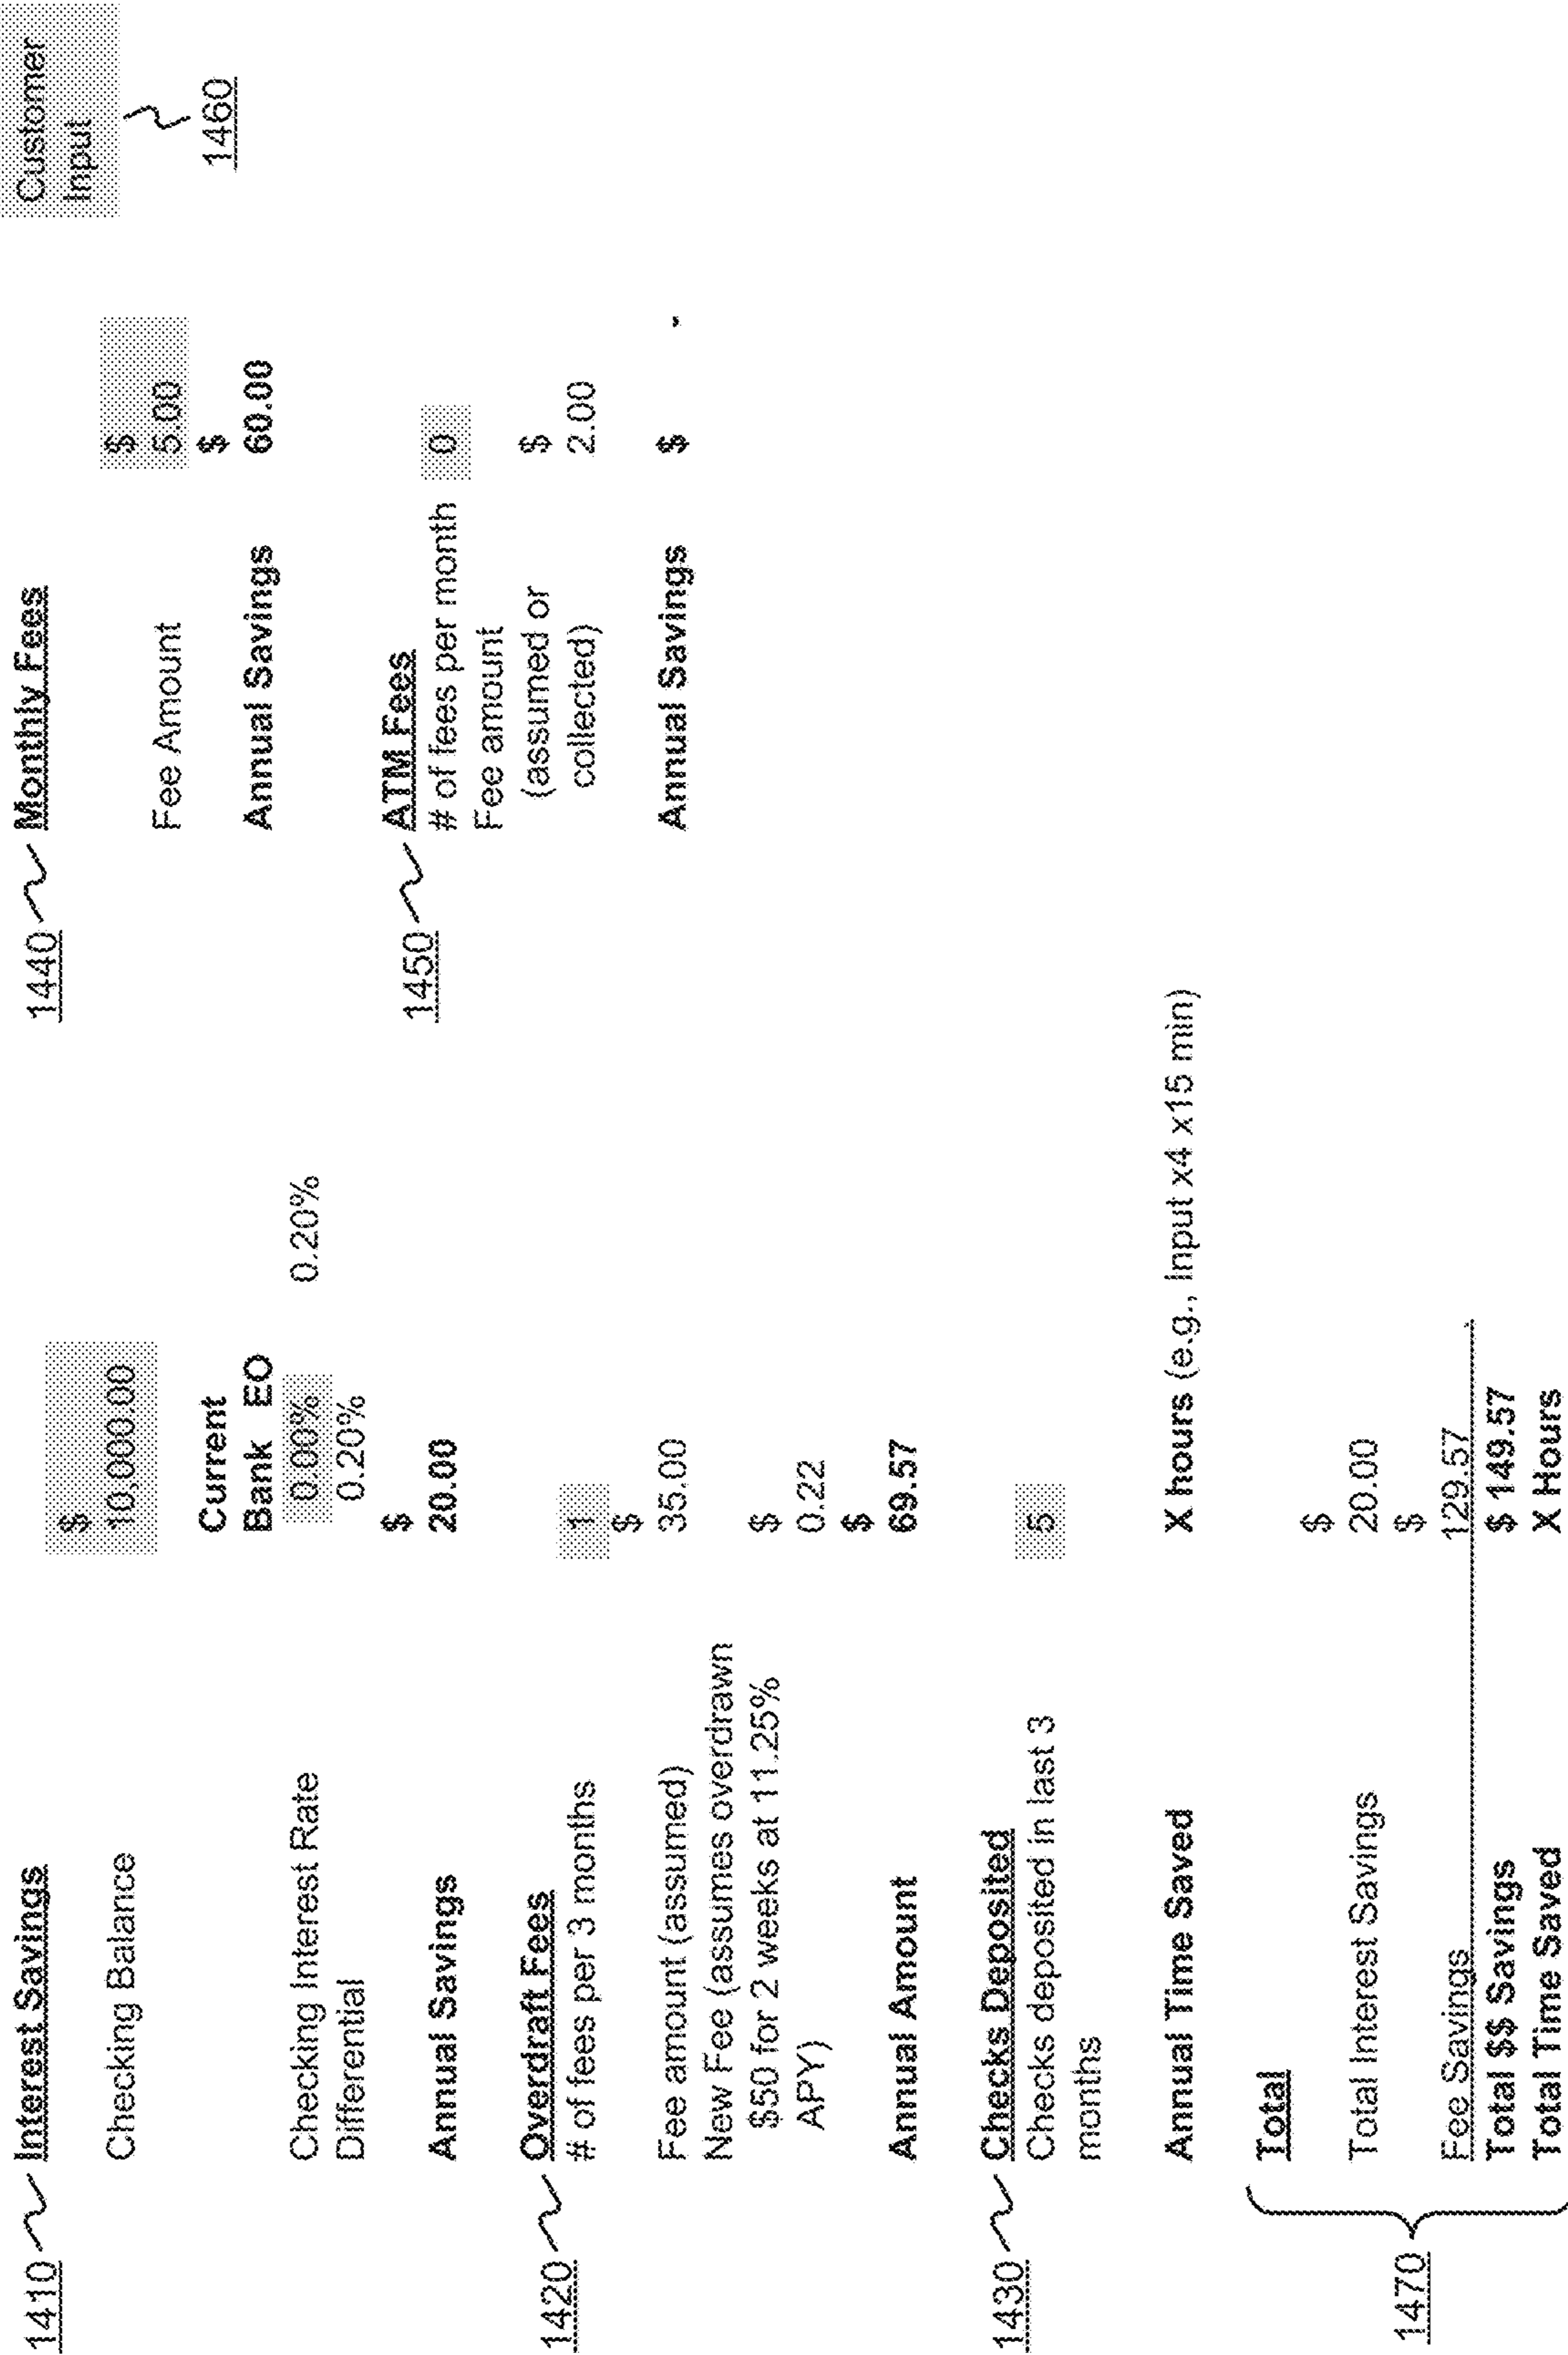 Customer
Input
1460
1410 Interest Savings
$
Checking Balance 10,000.00
Current
Bank EO
Checking Interest Rate 0.00% 0.20%
Differential 0.20%
$
Annual Savings 20.00
1420 Overdraft Fees
# of fees per 3 months 1
$
Fee amount (assumed) 35.00
New Fee (assumes overdrawn
$50 for 2 weeks at 11.25% $
APY) 0.22
$
Annual Amount 69.57
1430 Checks Deposited
Checks deposited in last 3 5
months
Annual Time Saved X hours (e.g., Input x4 x15 min)
1470
Total
$
Total Interest Savings 20.00
$
Fee Savings 129.57
Total $$ Savings $ 149.57
Total Time Saved X Hours
1440 Monthly Fees
$
Fee Amount 5.00
$
Annual Savings 60.00
1450 ATM Fees
# of fees per month 0
Fee amount
(assumed or $
collected) 2.00
Annual Savings $ -